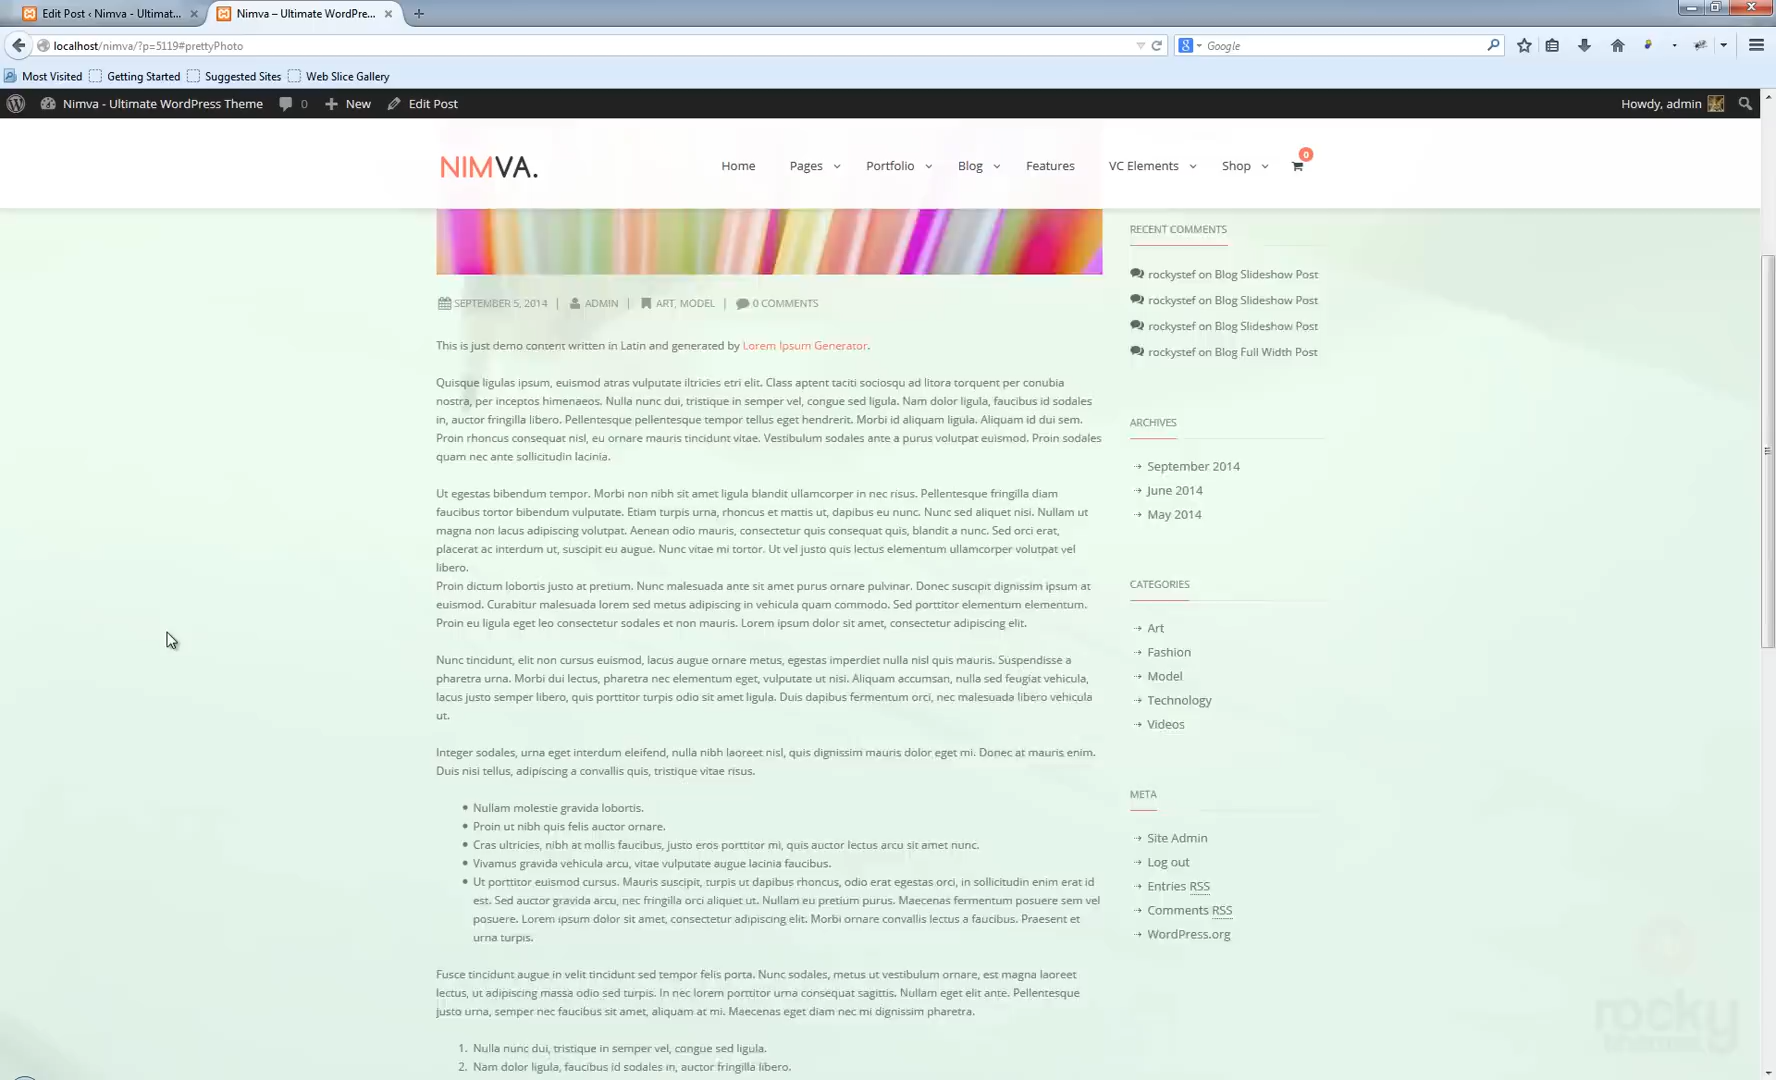 Edit Post ‹ Nimva - Ultimat...
Nimva – Ultimate WordPre...
localhost/nimva/?p=5119#prettyPhoto
Google
Most Visited
Getting Started
Suggested Sites
Web Slice Gallery
Nimva - Ultimate WordPress Theme
0
New
Edit Post
Howdy, admin
NIMVA.
Home
Pages
Portfolio
Blog
Features
VC Elements
Shop
0
SEPTEMBER 5, 2014 | ADMIN | ART, MODEL | 0 COMMENTS
This is just demo content written in Latin and generated by Lorem Ipsum Generator.
Quisque ligulas ipsum, euismod atras vulputate iltricies etri elit. Class aptent taciti sociosqu ad litora torquent per conubia
nostra, per inceptos himenaeos. Nulla nunc dui, tristique in semper vel, congue sed ligula. Nam dolor ligula, faucibus id sodales
in, auctor fringilla libero. Pellentesque pellentesque tempor tellus eget hendrerit. Morbi id aliquam ligula. Aliquam id dui sem.
Proin rhoncus consequat nisl, eu ornare mauris tincidunt vitae. Vestibulum sodales ante a purus volutpat euismod. Proin sodales
quam nec ante sollicitudin lacinia.
Ut egestas bibendum tempor. Morbi non nibh sit amet ligula blandit ullamcorper in nec risus. Pellentesque fringilla diam
faucibus tortor bibendum vulputate. Etiam turpis urna, rhoncus et mattis ut, dapibus eu nunc. Nunc sed aliquet nisi. Nullam ut
magna non lacus adipiscing volutpat. Aenean odio mauris, consectetur quis consequat quis, blandit a nunc. Sed orci erat,
placerat ac interdum ut, suscipit eu augue. Nunc vitae mi tortor. Ut vel justo quis lectus elementum ullamcorper volutpat vel
libero.
Proin dictum lobortis justo at pretium. Nunc malesuada ante sit amet purus ornare pulvinar. Donec suscipit dignissim ipsum at
euismod. Curabitur malesuada lorem sed metus adipiscing in vehicula quam commodo. Sed porttitor elementum elementum.
Proin eu ligula eget leo consectetur sodales et non mauris. Lorem ipsum dolor sit amet, consectetur adipiscing elit.
Nunc tincidunt, elit non cursus euismod, lacus augue ornare metus, egestas imperdiet nulla nisl quis mauris. Suspendisse a
pharetra urna. Morbi dui lectus, pharetra nec elementum eget, vulputate ut nisi. Aliquam accumsan, nulla sed feugiat vehicula,
lacus justo semper libero, quis porttitor turpis odio sit amet ligula. Duis dapibus fermentum orci, nec malesuada libero vehicula
ut.
Integer sodales, urna eget interdum eleifend, nulla nibh laoreet nisl, quis dignissim mauris dolor eget mi. Donec at mauris enim.
Duis nisi tellus, adipiscing a convallis quis, tristique vitae risus.
Nullam molestie gravida lobortis.
Proin ut nibh quis felis auctor ornare.
Cras ultricies, nibh at mollis faucibus, justo eros porttitor mi, quis auctor lectus arcu sit amet nunc.
Vivamus gravida vehicula arcu, vitae vulputate augue lacinia faucibus.
Ut porttitor euismod cursus. Mauris suscipit, turpis ut dapibus rhoncus, odio erat egestas orci, in sollicitudin enim erat id
est. Sed auctor gravida arcu, nec fringilla orci aliquet ut. Nullam eu pretium purus. Maecenas fermentum posuere sem vel
posuere. Lorem ipsum dolor sit amet, consectetur adipiscing elit. Morbi ornare convallis lectus a faucibus. Praesent et
urna turpis.
Fusce tincidunt augue in velit tincidunt sed tempor felis porta. Nunc sodales, metus ut vestibulum ornare, est magna laoreet
lectus, ut adipiscing massa odio sed turpis. In nec lorem porttitor urna consequat sagittis. Nullam eget elit ante. Pellentesque
justo urna, semper nec faucibus sit amet, aliquam at mi. Maecenas eget diam nec mi dignissim pharetra.
1. Nulla nunc dui, tristique in semper vel, congue sed ligula.
2. Nam dolor ligula, faucibus id sodales in, auctor fringilla libero.
RECENT COMMENTS
rockystef on Blog Slideshow Post
rockystef on Blog Slideshow Post
rockystef on Blog Slideshow Post
rockystef on Blog Full Width Post
ARCHIVES
September 2014
June 2014
May 2014
CATEGORIES
Art
Fashion
Model
Technology
Videos
META
Site Admin
Log out
Entries RSS
Comments RSS
WordPress.org
rocky